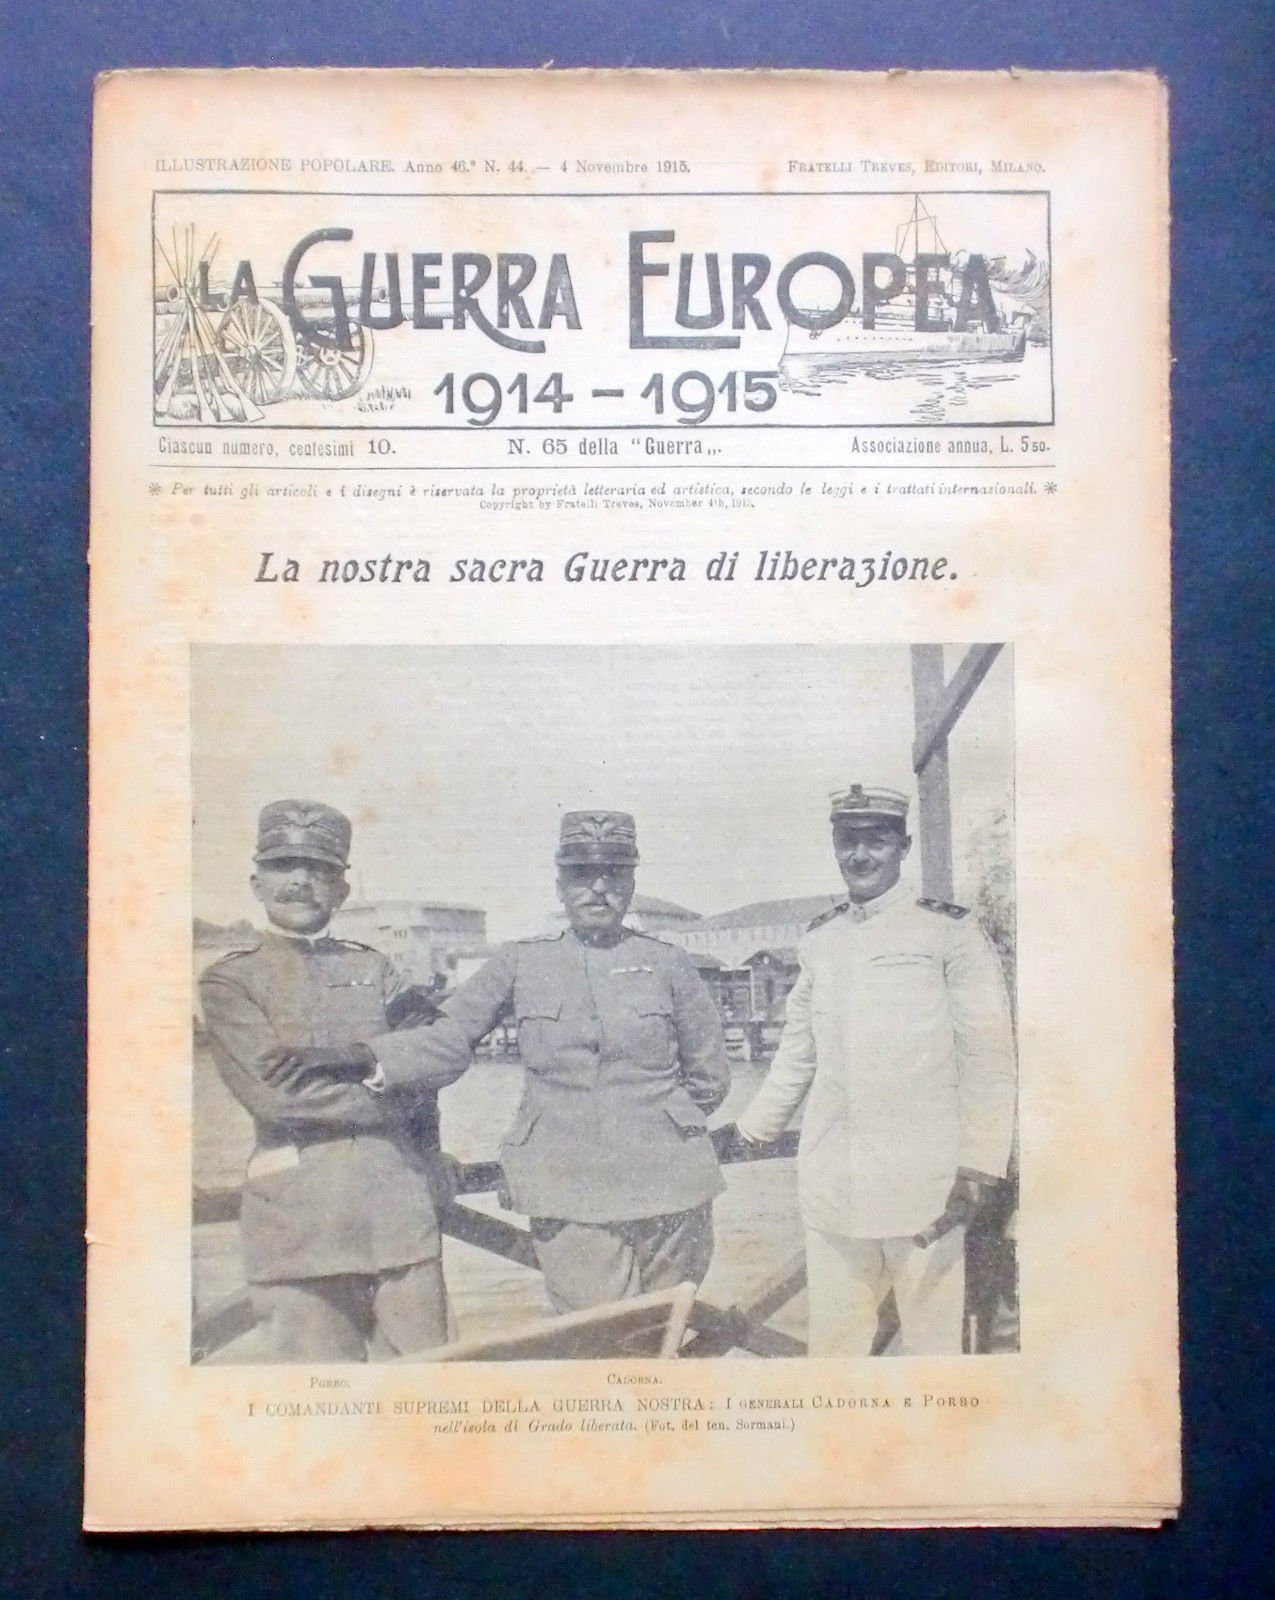 ILLUSTRAZIONE POPOLARE. Anno 46.° N. 44. — 4 Novembre 1915. FRATELLI TREVES, EDITORI, MILANO.
LA GUERRA EUROPEA
1914-1915
Ciascun numero, centesimi 10. N. 65 della "Guerra„. Associazione annua, L. 5 50.
* Per tutti gli articoli e i disegni è riservata la proprietà letteraria ed artistica, secondo le leggi e i trattati internazionali. *
Copyright by Fratelli Treves, November 4th, 1915.
La nostra sacra Guerra di liberazione.
PORRO. CADORNA.
I COMANDANTI SUPREMI DELLA GUERRA NOSTRA: I GENERALI CADORNA E PORRO
nell'isola di Grado liberata. (Fot. del ten. Sormani.)